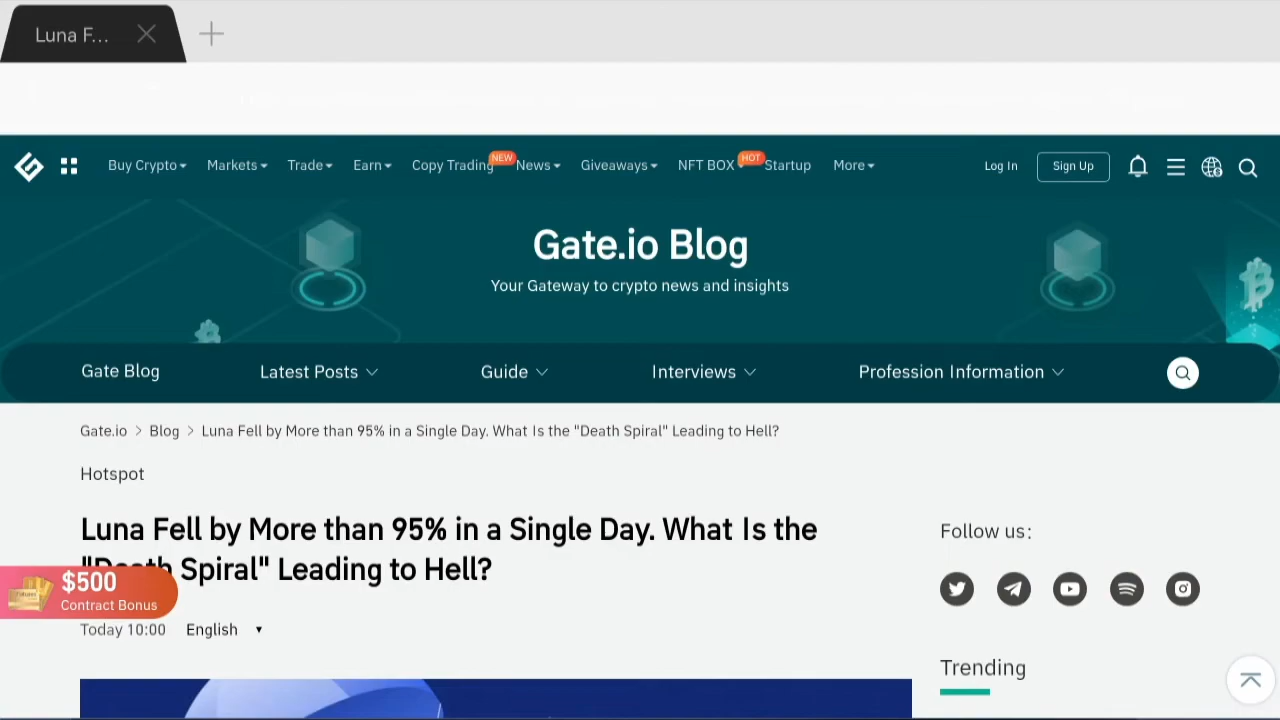 Luna F...
Buy Crypto Markets Trade Earn Copy Trading NEW News Giveaways NFT BOX HOT Startup More Log In Sign Up
Gate.io Blog
Your Gateway to crypto news and insights
Gate Blog Latest Posts Guide Interviews Profession Information
Gate.io > Blog > Luna Fell by More than 95% in a Single Day. What Is the "Death Spiral" Leading to Hell?
Hotspot
Luna Fell by More than 95% in a Single Day. What Is the
"Death Spiral" Leading to Hell?
Follow us:
$500
Contract Bonus
Today 10:00 English
Trending